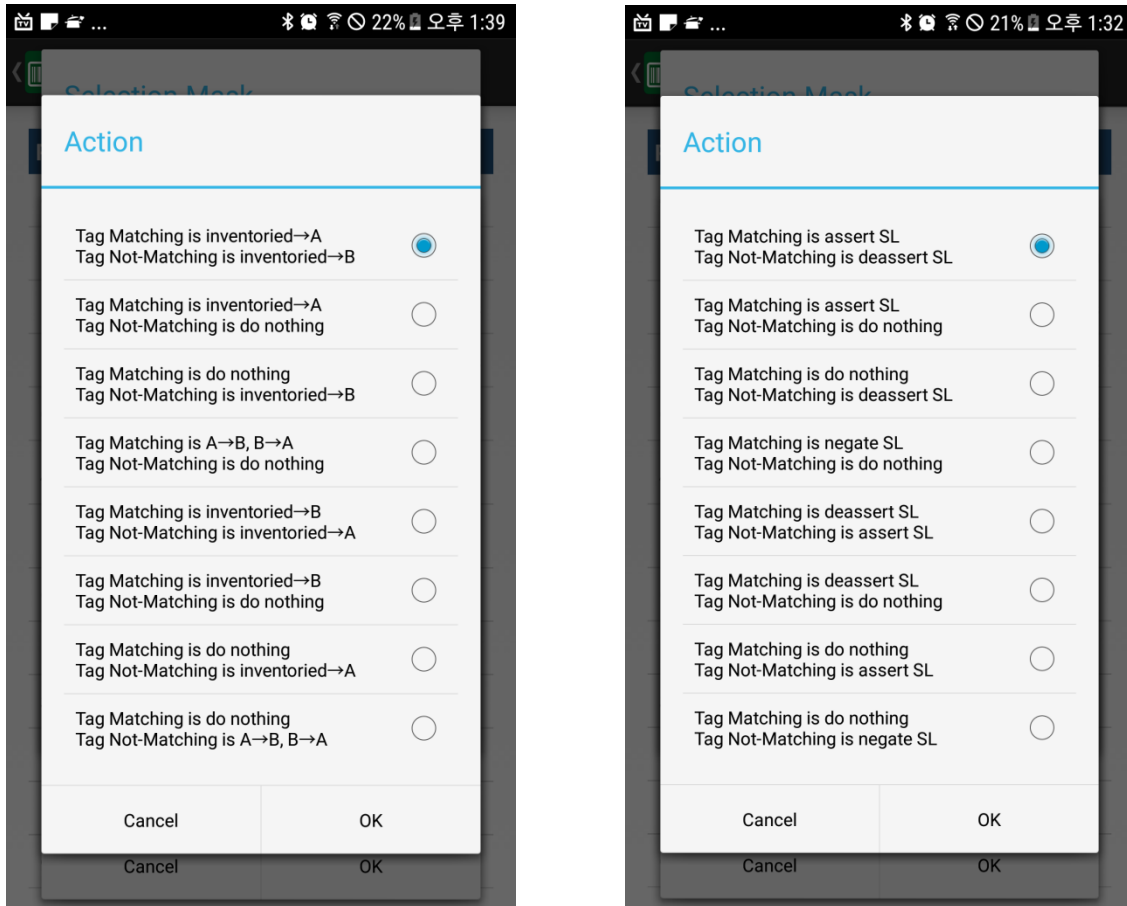 ... 22% 오후 1:39
Selection Mask
Action
Tag Matching is inventoried→A
Tag Not-Matching is inventoried→B
Tag Matching is inventoried→A
Tag Not-Matching is do nothing
Tag Matching is do nothing
Tag Not-Matching is inventoried→B
Tag Matching is A→B, B→A
Tag Not-Matching is do nothing
Tag Matching is inventoried→B
Tag Not-Matching is inventoried→A
Tag Matching is inventoried→B
Tag Not-Matching is do nothing
Tag Matching is do nothing
Tag Not-Matching is inventoried→A
Tag Matching is do nothing
Tag Not-Matching is A→B, B→A
Cancel OK
Cancel OK
... 21% 오후 1:32
Selection Mask
Action
Tag Matching is assert SL
Tag Not-Matching is deassert SL
Tag Matching is assert SL
Tag Not-Matching is do nothing
Tag Matching is do nothing
Tag Not-Matching is deassert SL
Tag Matching is negate SL
Tag Not-Matching is do nothing
Tag Matching is deassert SL
Tag Not-Matching is assert SL
Tag Matching is deassert SL
Tag Not-Matching is do nothing
Tag Matching is do nothing
Tag Not-Matching is assert SL
Tag Matching is do nothing
Tag Not-Matching is negate SL
Cancel OK
Cancel OK